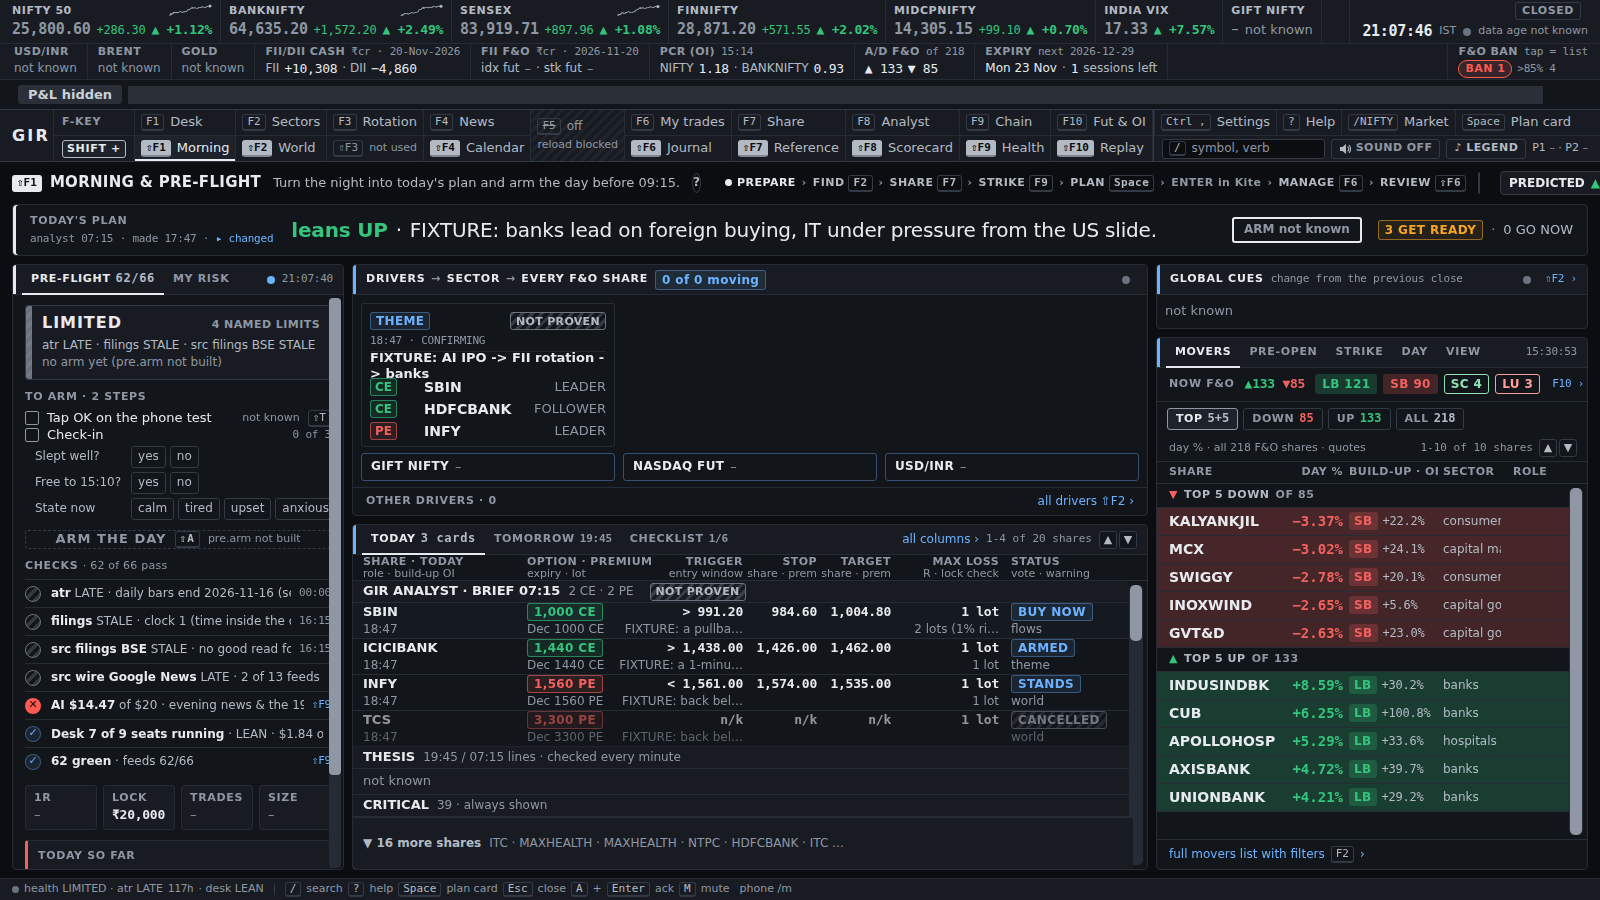 NIFTY 50
25,800.60 +286.30 ▲ +1.12%
BANKNIFTY
64,635.20 +1,572.20 ▲ +2.49%
SENSEX
83,919.71 +897.96 ▲ +1.08%
FINNIFTY
28,871.20 +571.55 ▲ +2.02%
MIDCPNIFTY
14,305.15 +99.10 ▲ +0.70%
INDIA VIX
17.33 ▲ +7.57%
GIFT NIFTY
– not known
CLOSED
21:07:46 IST data age not known
USD/INR
not known
BRENT
not known
GOLD
not known
FII/DII CASH ₹cr · 20-Nov-2026
FII +10,308 · DII −4,860
FII F&O ₹cr · 2026-11-20
idx fut – · stk fut –
PCR (OI) 15:14
NIFTY 1.18 · BANKNIFTY 0.93
A/D F&O of 218
▲ 133 ▼ 85
EXPIRY next 2026-12-29
Mon 23 Nov · 1 sessions left
F&O BAN tap = list
BAN 1 >85% 4
P&L hidden
GIR
F-KEY
F1 Desk
F2 Sectors
F3 Rotation
F4 News
F5 off
reload blocked
F6 My trades
F7 Share
F8 Analyst
F9 Chain
F10 Fut & OI
Ctrl , Settings
? Help
/NIFTY Market
Space Plan card
SHIFT +
⇧F1 Morning
⇧F2 World
⇧F3 not used
⇧F4 Calendar
⇧F6 Journal
⇧F7 Reference
⇧F8 Scorecard
⇧F9 Health
⇧F10 Replay
/ symbol, verb
SOUND OFF
♪ LEGEND
P1 – · P2 –
⇧F1 MORNING & PRE-FLIGHT Turn the night into today's plan and arm the day before 09:15. ?
PREPARE › FIND F2 › SHARE F7 › STRIKE F9 › PLAN Space › ENTER in Kite › MANAGE F6 › REVIEW ⇧F6
PREDICTED ▲
TODAY'S PLAN
analyst 07:15 · made 17:47 · ▸ changed
leans UP · FIXTURE: banks lead on foreign buying, IT under pressure from the US slide.
ARM not known
3 GET READY · 0 GO NOW
PRE-FLIGHT 62/66
MY RISK
21:07:40
LIMITED
4 NAMED LIMITS
atr LATE · filings STALE · src filings BSE STALE
no arm yet (pre.arm not built)
TO ARM · 2 STEPS
Tap OK on the phone test not known ⇧T
Check-in 0 of 3
Slept well? yes no
Free to 15:10? yes no
State now calm tired upset anxious
ARM THE DAY ⇧A pre.arm not built
CHECKS · 62 of 66 pass
atr LATE · daily bars end 2026-11-16 (se 00:00
filings STALE · clock 1 (time inside the 16:15
src filings BSE STALE · no good read fo 16:15
src wire Google News LATE · 2 of 13 feeds
AI $14.47 of $20 · evening news & the 19 ⇧F9
Desk 7 of 9 seats running · LEAN · $1.84 o
62 green · feeds 62/66 ⇧F9
1R
–
LOCK
₹20,000
TRADES
–
SIZE
–
TODAY SO FAR
DRIVERS → SECTOR → EVERY F&O SHARE 0 of 0 moving
THEME NOT PROVEN
18:47 · CONFIRMING
FIXTURE: AI IPO -> FII rotation -
> banks
CE SBIN LEADER
CE HDFCBANK FOLLOWER
PE INFY LEADER
GIFT NIFTY –
NASDAQ FUT –
USD/INR –
OTHER DRIVERS · 0
all drivers ⇧F2 ›
TODAY 3 cards
TOMORROW 19:45
CHECKLIST 1/6
all columns › 1-4 of 20 shares ▲ ▼
SHARE · TODAY OPTION · PREMIUM TRIGGER STOP TARGET MAX LOSS STATUS
role · build-up OI expiry · lot entry window share · prem share · prem R · lock check vote · warning
GIR ANALYST · BRIEF 07:15 2 CE · 2 PE NOT PROVEN
SBIN 1,000 CE > 991.20 984.60 1,004.80 1 lot BUY NOW
18:47 Dec 1000 CE FIXTURE: a pullba… 2 lots (1% ri… flows
ICICIBANK 1,440 CE > 1,438.00 1,426.00 1,462.00 1 lot ARMED
18:47 Dec 1440 CE FIXTURE: a 1-minu… 1 lot theme
INFY 1,560 PE < 1,561.00 1,574.00 1,535.00 1 lot STANDS
18:47 Dec 1560 PE FIXTURE: back bel… 1 lot world
TCS 3,300 PE n/k n/k n/k 1 lot CANCELLED
18:47 Dec 3300 PE FIXTURE: back bel… world
THESIS 19:45 / 07:15 lines · checked every minute
not known
CRITICAL 39 · always shown
▼ 16 more shares ITC · MAXHEALTH · MAXHEALTH · NTPC · HDFCBANK · ITC …
GLOBAL CUES change from the previous close ⇧F2 ›
not known
MOVERS PRE-OPEN STRIKE DAY VIEW 15:30:53
NOW F&O ▲133 ▼85 LB 121 SB 90 SC 4 LU 3 F10 ›
TOP 5+5 DOWN 85 UP 133 ALL 218
day % · all 218 F&O shares · quotes 1-10 of 10 shares ▲ ▼
SHARE DAY % BUILD-UP · OI SECTOR ROLE
▼ TOP 5 DOWN OF 85
KALYANKJIL −3.37% SB +22.2% consumer
MCX −3.02% SB +24.1% capital ma
SWIGGY −2.78% SB +20.1% consumer
INOXWIND −2.65% SB +5.6% capital go
GVT&D −2.63% SB +23.0% capital go
▲ TOP 5 UP OF 133
INDUSINDBK +8.59% LB +30.2% banks
CUB +6.25% LB +100.8% banks
APOLLOHOSP +5.29% LB +33.6% hospitals
AXISBANK +4.72% LB +39.7% banks
UNIONBANK +4.21% LB +29.2% banks
full movers list with filters F2 ›
health LIMITED · atr LATE 117h · desk LEAN
/ search ? help Space plan card Esc close A + Enter ack M mute phone /m